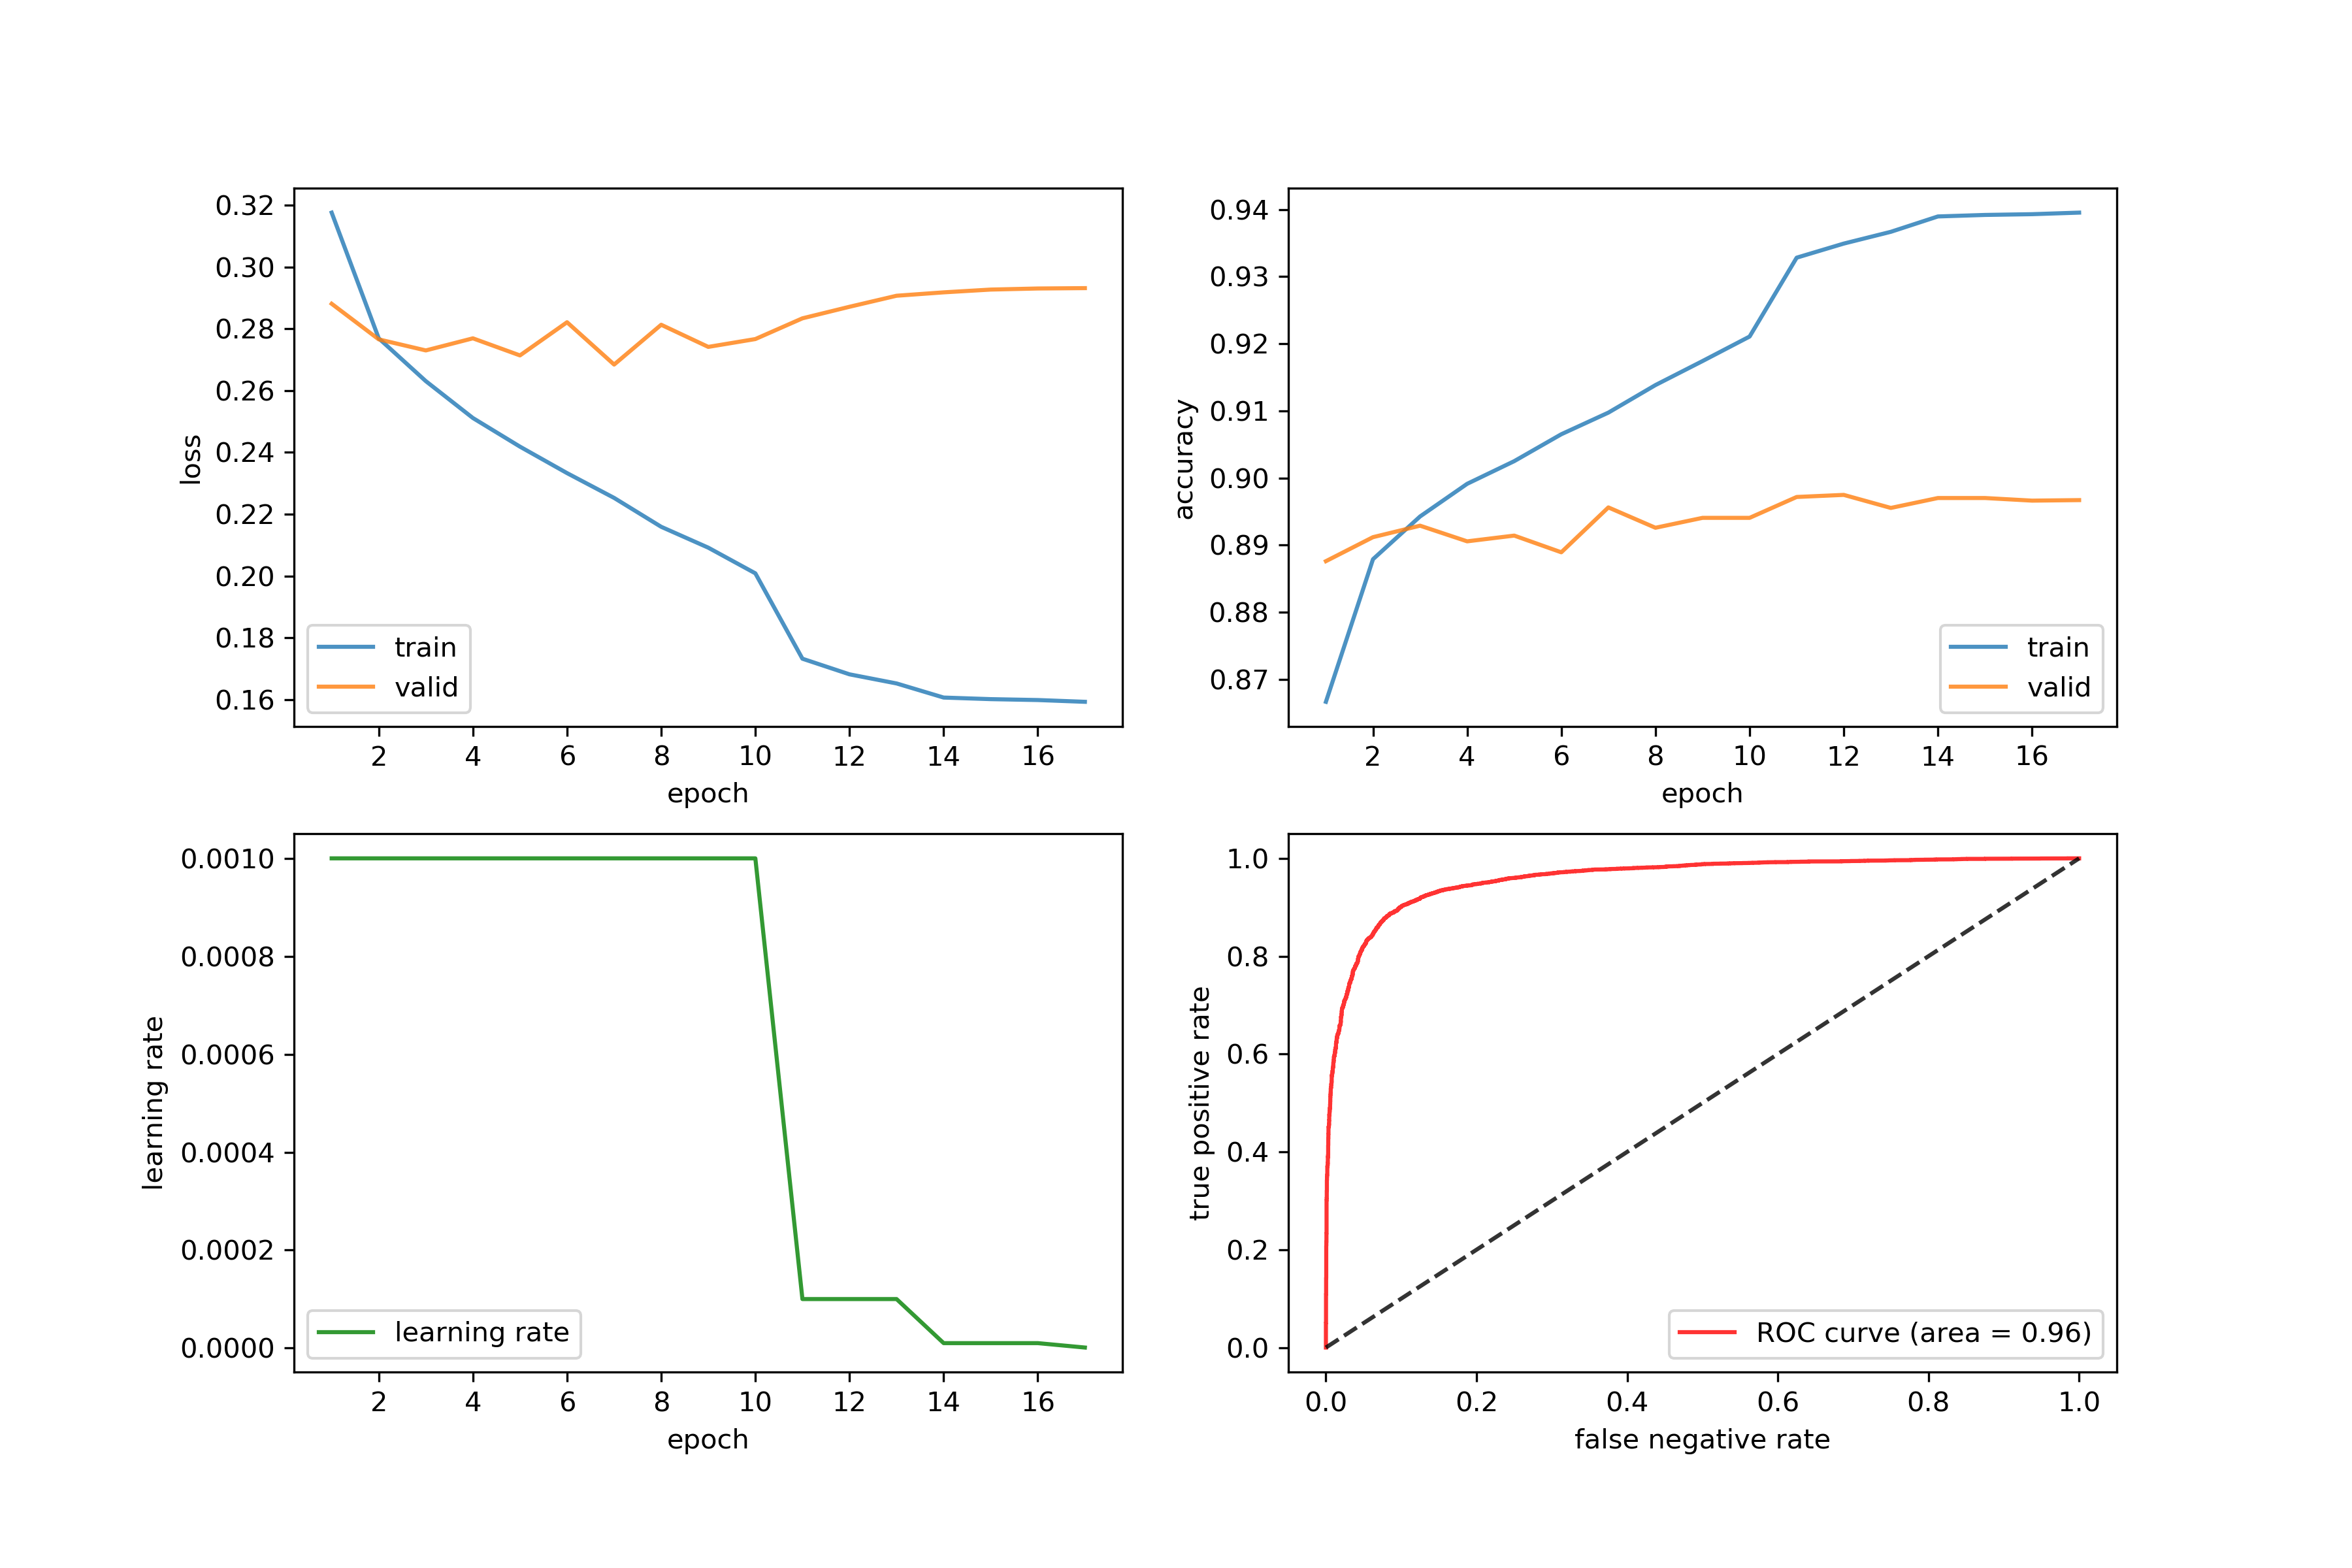 0.32
0.30
0.28
0.26
0.24
0.22
0.20
0.18
0.16
loss
train
valid
2 4 6 8 10 12 14 16
epoch
0.94
0.93
0.92
0.91
0.90
0.89
0.88
0.87
accuracy
train
valid
2 4 6 8 10 12 14 16
epoch
0.0010
0.0008
0.0006
0.0004
0.0002
0.0000
learning rate
learning rate
2 4 6 8 10 12 14 16
epoch
1.0
0.8
0.6
0.4
0.2
0.0
true positive rate
ROC curve (area = 0.96)
0.0 0.2 0.4 0.6 0.8 1.0
false negative rate